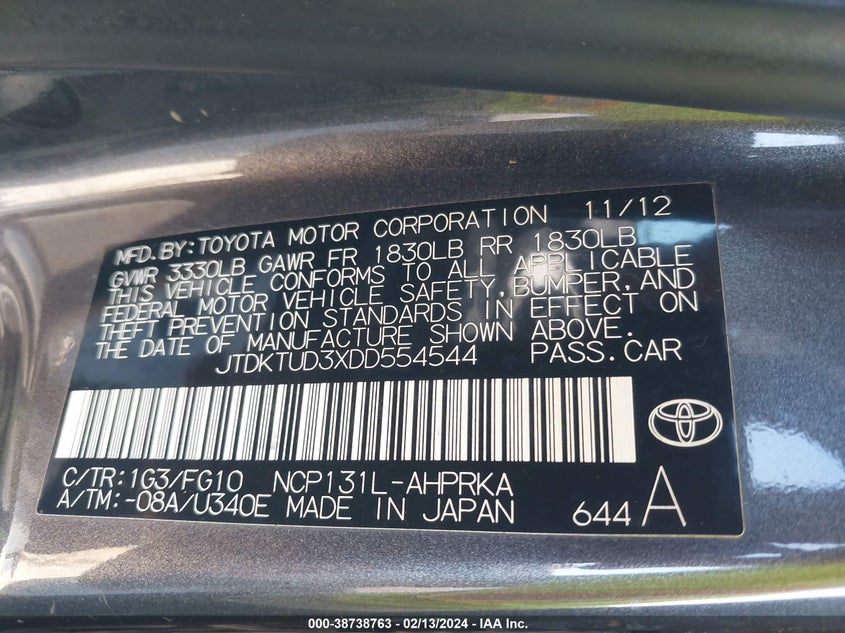 MFD.BY:TOYOTA MOTOR CORPORATION 11/12
GVWR 3330LB GAWR FR 1830LB RR 1830LB
THIS VEHICLE CONFORMS TO ALL APPLICABLE
FEDERAL MOTOR VEHICLE SAFETY,BUMPER,AND
THEFT PREVENTION STANDARDS IN EFFECT ON
THE DATE OF MANUFACTURE SHOWN ABOVE.
JTDKTUD3XDD554544 PASS.CAR
C/TR:1G3/FG10 NCP131L-AHPRKA
A/TM:-08A/U340E MADE IN JAPAN 644 A
000-38738763 - 02/13/2024 - IAA Inc.